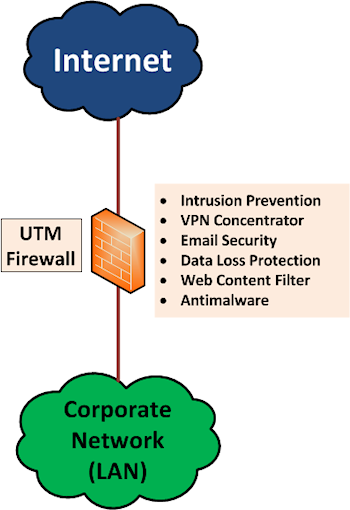 Internet
UTM
Firewall
• Intrusion Prevention
• VPN Concentrator
• Email Security
• Data Loss Protection
• Web Content Filter
• Antimalware
Corporate
Network
(LAN)